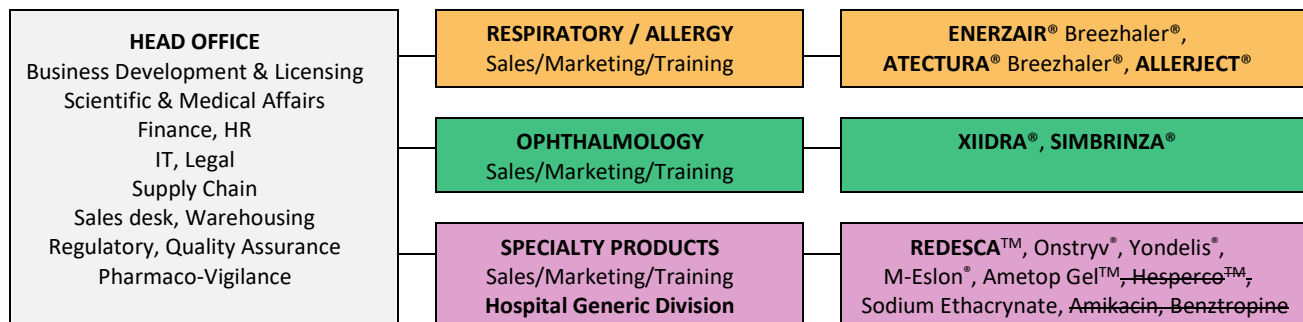 HEAD OFFICE
Business Development & Licensing
Scientific & Medical Affairs
Finance, HR
IT, Legal
Supply Chain
Sales desk, Warehousing
Regulatory, Quality Assurance
Pharmaco-Vigilance
RESPIRATORY / ALLERGY
Sales/Marketing/Training
ENERZAIR® Breezhaler®,
ATECTURA® Breezhaler®, ALLERJECT®
OPHTHALMOLOGY
Sales/Marketing/Training
XIIDRA®, SIMBRINZA®
SPECIALTY PRODUCTS
Sales/Marketing/Training
Hospital Generic Division
REDESCA™, Onstryv®, Yondelis®,
M-Eslon®, Ametop Gel™, Hesperco™,
Sodium Ethacrynate, Amikacin, Benztropine